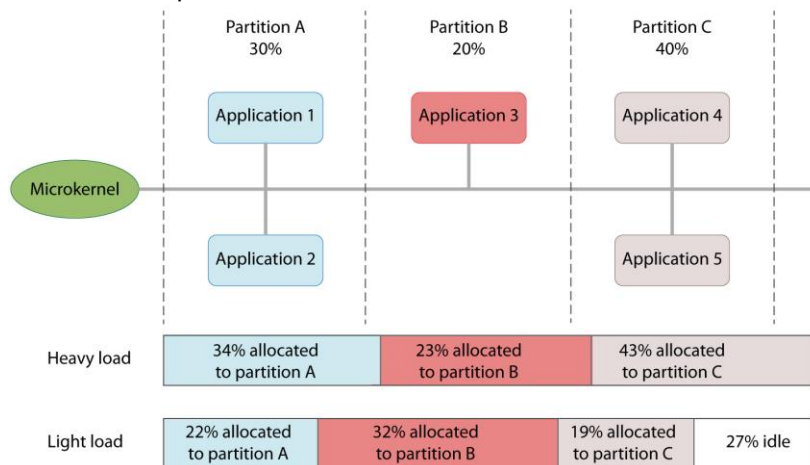 Partition A
30%
Partition B
20%
Partition C
40%
Application 1
Application 3
Application 4
Microkernel
Application 2
Application 5
Heavy load
34% allocated
to partition A
23% allocated
to partition B
43% allocated
to partition C
Light load
22% allocated
to partition A
32% allocated
to partition B
19% allocated
to partition C
27% idle